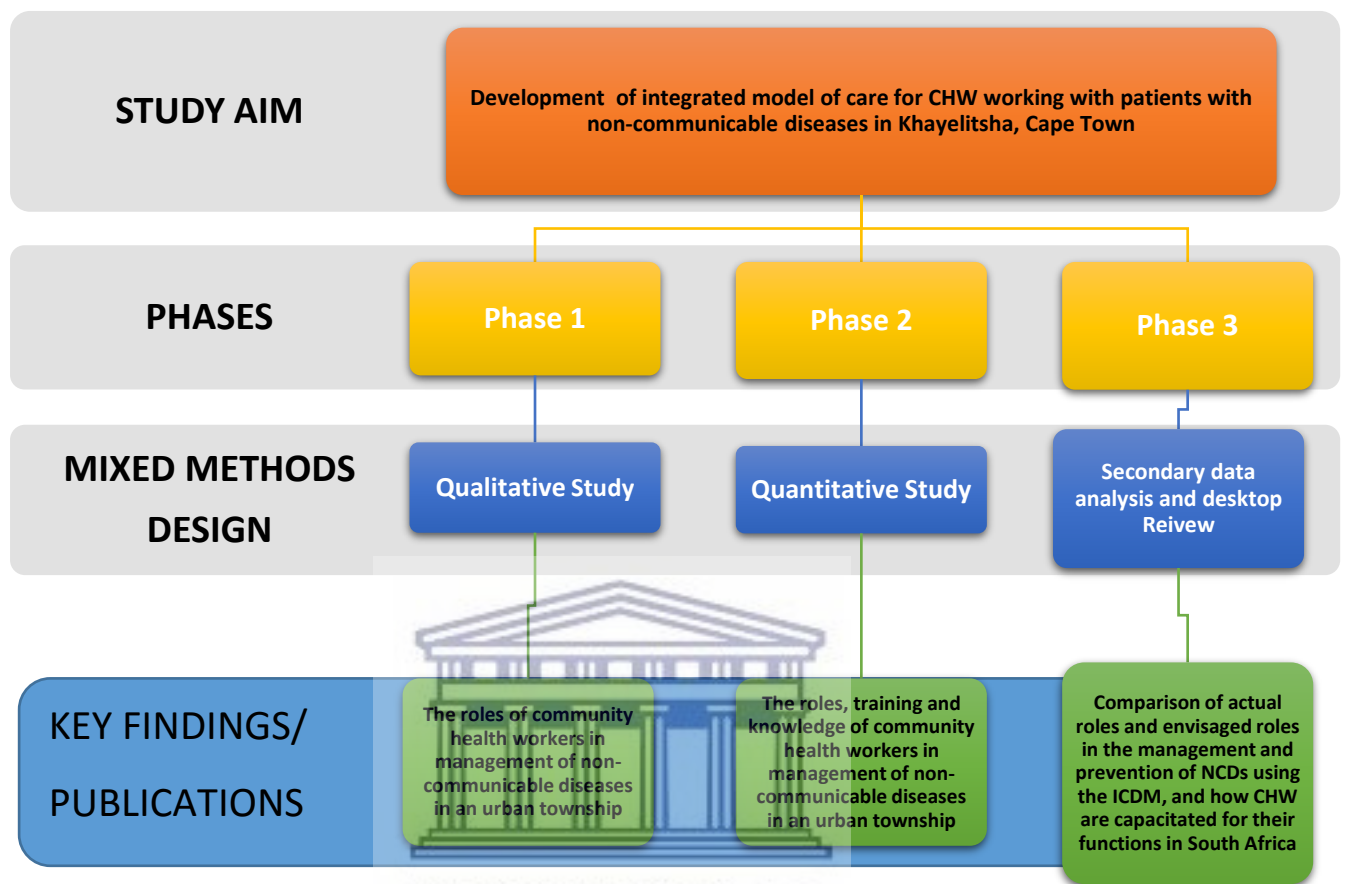 STUDY AIM
Development of integrated model of care for CHW working with patients with
non-communicable diseases in Khayelitsha, Cape Town
PHASES
Phase 1
Phase 2
Phase 3
MIXED METHODS
DESIGN
Qualitative Study
Quantitative Study
Secondary data
analysis and desktop
Reivew
KEY FINDINGS/
PUBLICATIONS
The roles of community
health workers in
management of non-
communicable diseases
in an urban township
The roles, training and
knowledge of community
health workers in
management of non-
communicable diseases
in an urban township
Comparison of actual
roles and envisaged roles
in the management and
prevention of NCDs using
the ICDM, and how CHW
are capacitated for their
functions in South Africa